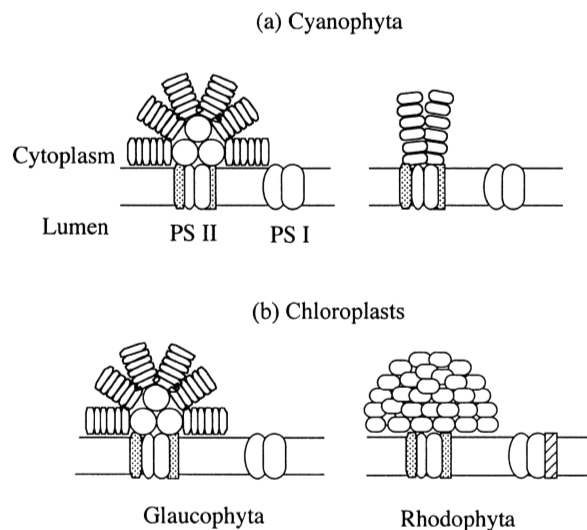 (a) Cyanophyta
Cytoplasm
Lumen
PS II
PS I
(b) Chloroplasts
Glaucophyta
Rhodophyta